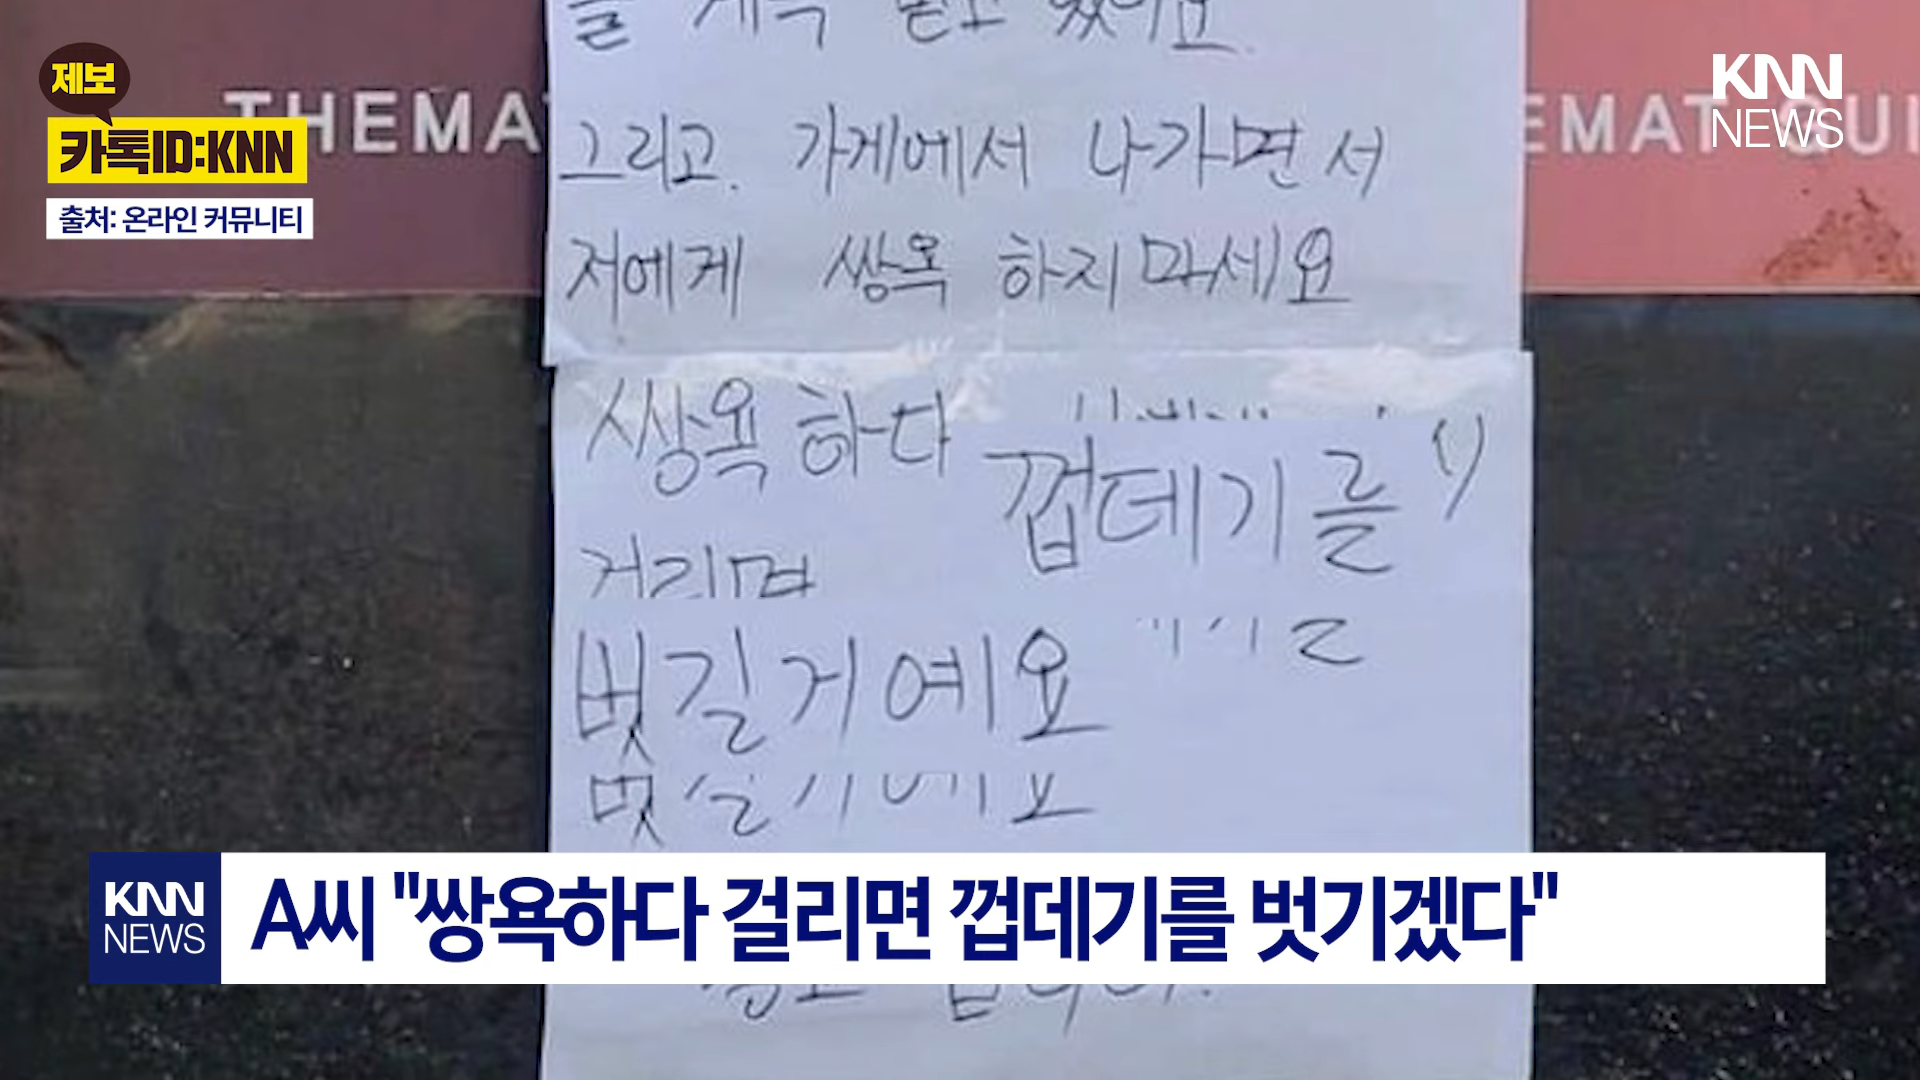 제보
카톡ID:KNN
출처: 온라인 커뮤니티
KNN
NEWS
THEMA
EMAT
그리고. 가게에서 나가면서
저에게 쌍욕 하지마세요
쌍욕하다
껍데기를
거리면
벗길거예요
KNN
NEWS
A씨 "쌍욕하다 걸리면 껍데기를 벗기겠다"